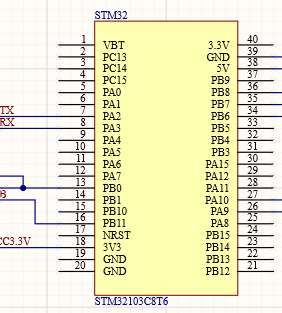 STM32
1 VBT 3.3V 40
2 PC13 GND 39
3 PC14 5V 38
4 PC15 PB9 37
5 PA0 PB8 36
6 PA1 PB7 35
TX 7 PA2 PB6 34
RX 8 PA3 PB5 33
9 PA4 PB4 32
10 PA5 PB3 31
11 PA6 PA15 30
12 PA7 PA12 29
13 PB0 PA11 28
14 PB1 PA10 27
15 PB10 PA9 26
16 PB11 PA8 25
17 NRST PB15 24
CC3.3V 18 3V3 PB14 23
19 GND PB13 22
20 GND PB12 21
STM32103C8T6